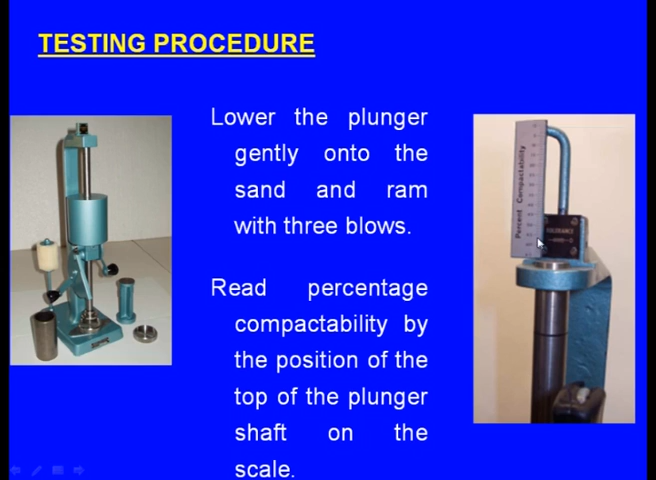 TESTING PROCEDURE
Lower the plunger
gently onto the
sand and ram
with three blows.
Read percentage
compactability by
the position of the
top of the plunger
shaft on the
scale.
Percent Compactability
TOLERANCE